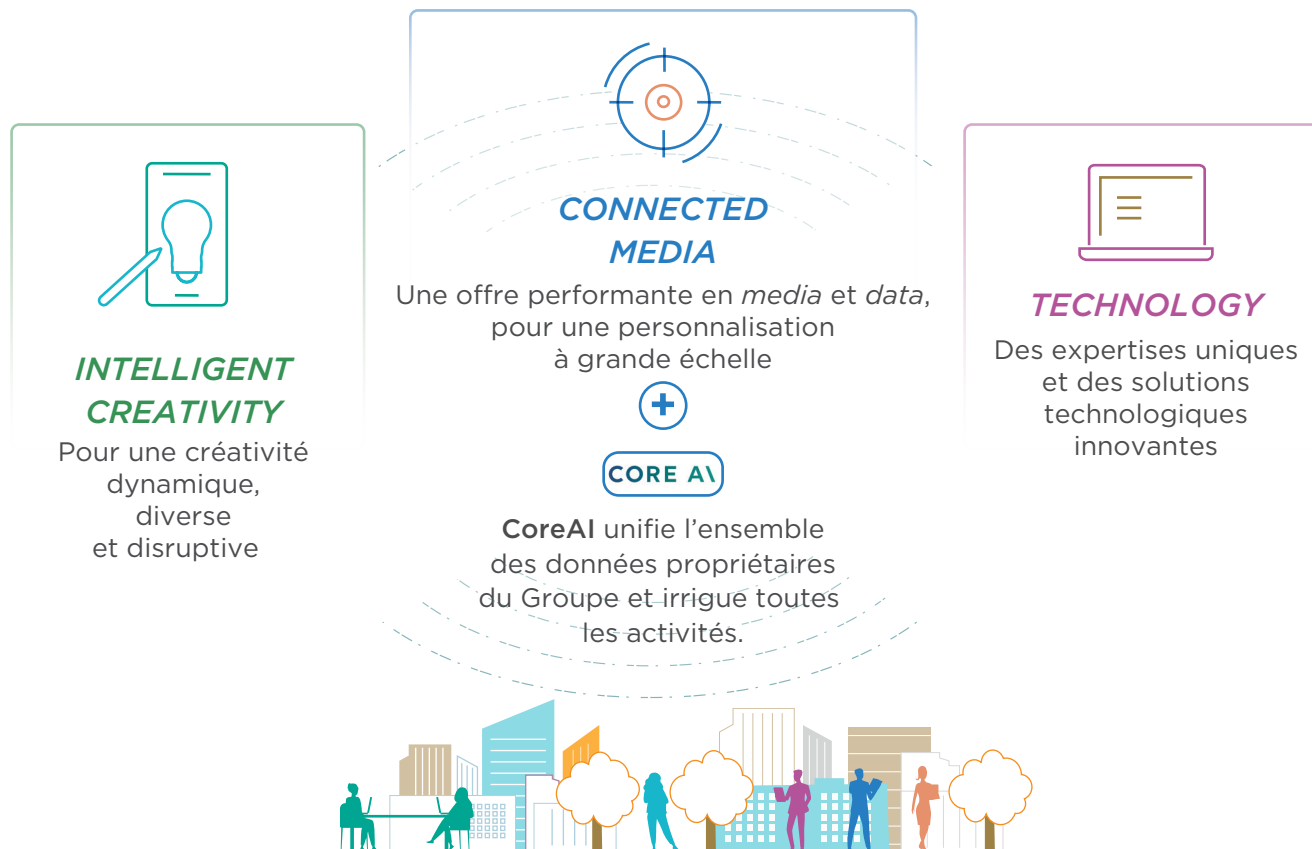 INTELLIGENT
CREATIVITY
Pour une créativité
dynamique,
diverse
et disruptive
CONNECTED
MEDIA
Une offre performante en media et data,
pour une personnalisation
à grande échelle
+
CORE AI
CoreAI unifie l’ensemble
des données propriétaires
du Groupe et irrigue toutes
les activités.
TECHNOLOGY
Des expertises uniques
et des solutions
technologiques
innovantes